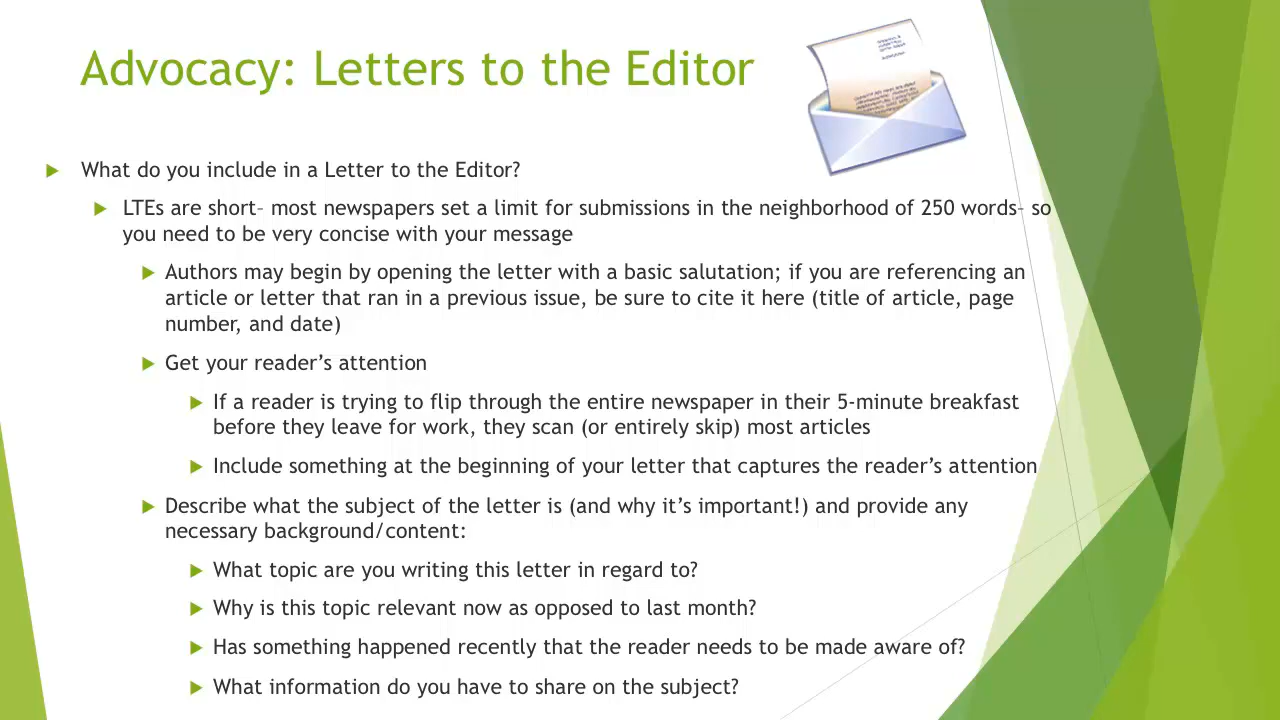 Advocacy: Letters to the Editor
What do you include in a Letter to the Editor?
LTEs are short– most newspapers set a limit for submissions in the neighborhood of 250 words– so
you need to be very concise with your message
Authors may begin by opening the letter with a basic salutation; if you are referencing an
article or letter that ran in a previous issue, be sure to cite it here (title of article, page
number, and date)
Get your reader’s attention
If a reader is trying to flip through the entire newspaper in their 5-minute breakfast
before they leave for work, they scan (or entirely skip) most articles
Include something at the beginning of your letter that captures the reader’s attention
Describe what the subject of the letter is (and why it’s important!) and provide any
necessary background/content:
What topic are you writing this letter in regard to?
Why is this topic relevant now as opposed to last month?
Has something happened recently that the reader needs to be made aware of?
What information do you have to share on the subject?